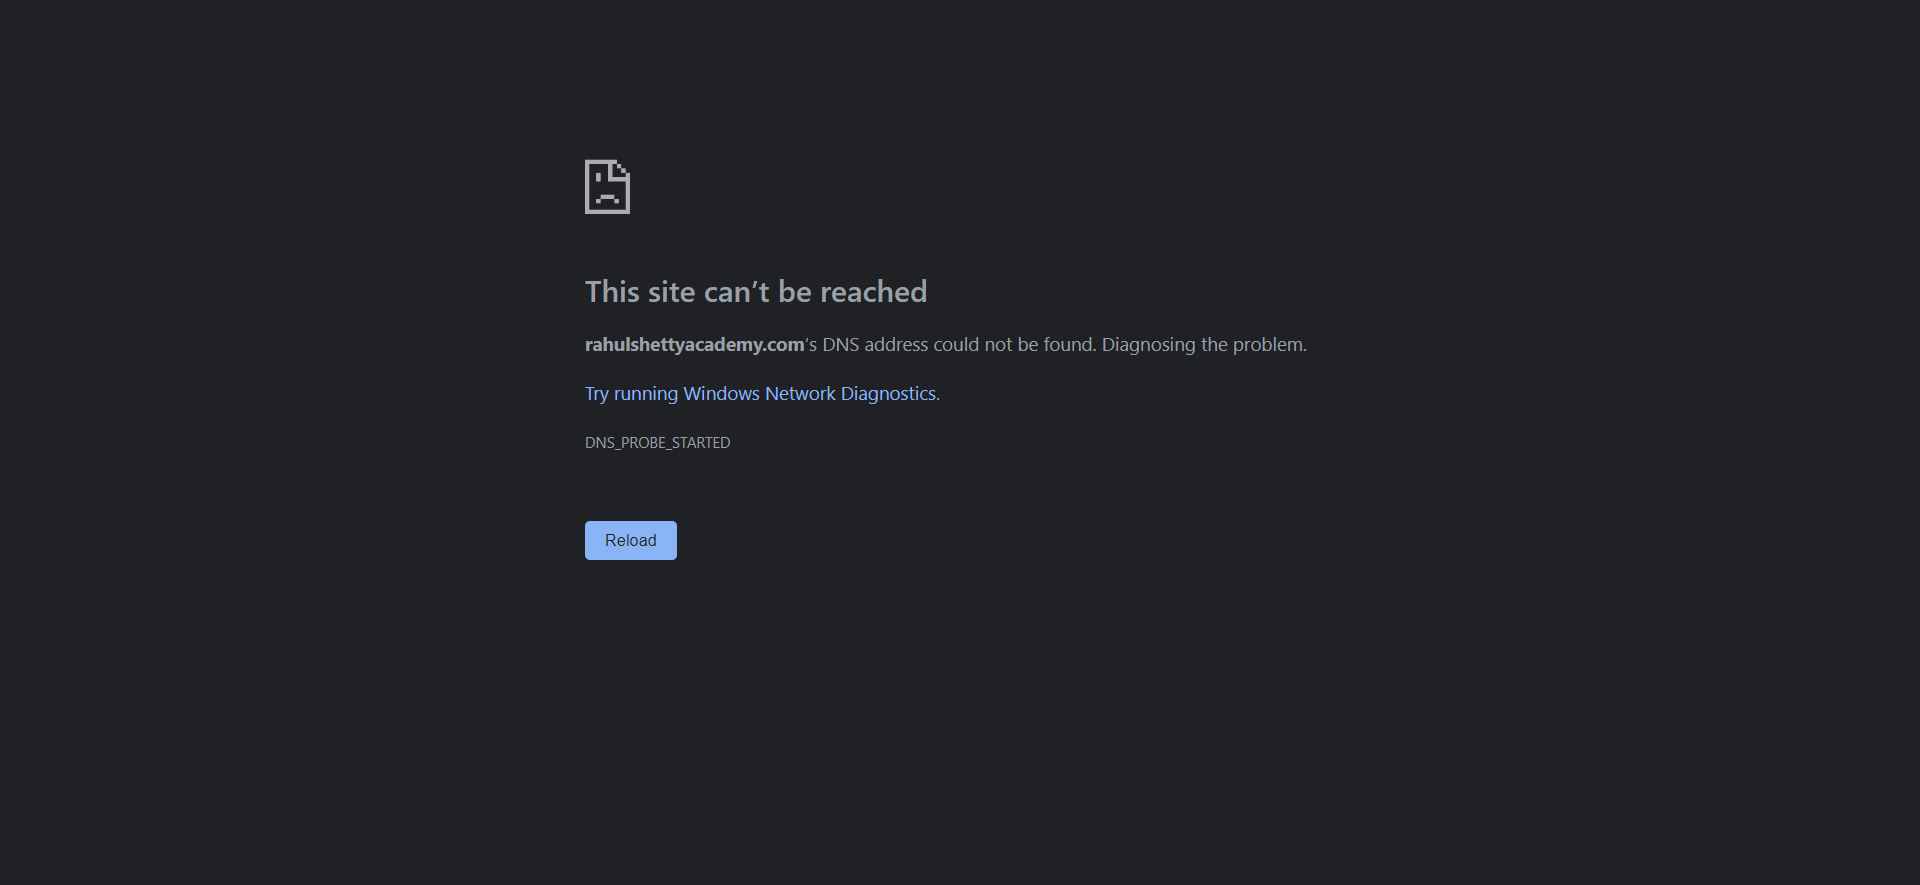 This site can’t be reached
rahulshettyacademy.com’s DNS address could not be found. Diagnosing the problem.
Try running Windows Network Diagnostics.
DNS_PROBE_STARTED
Reload